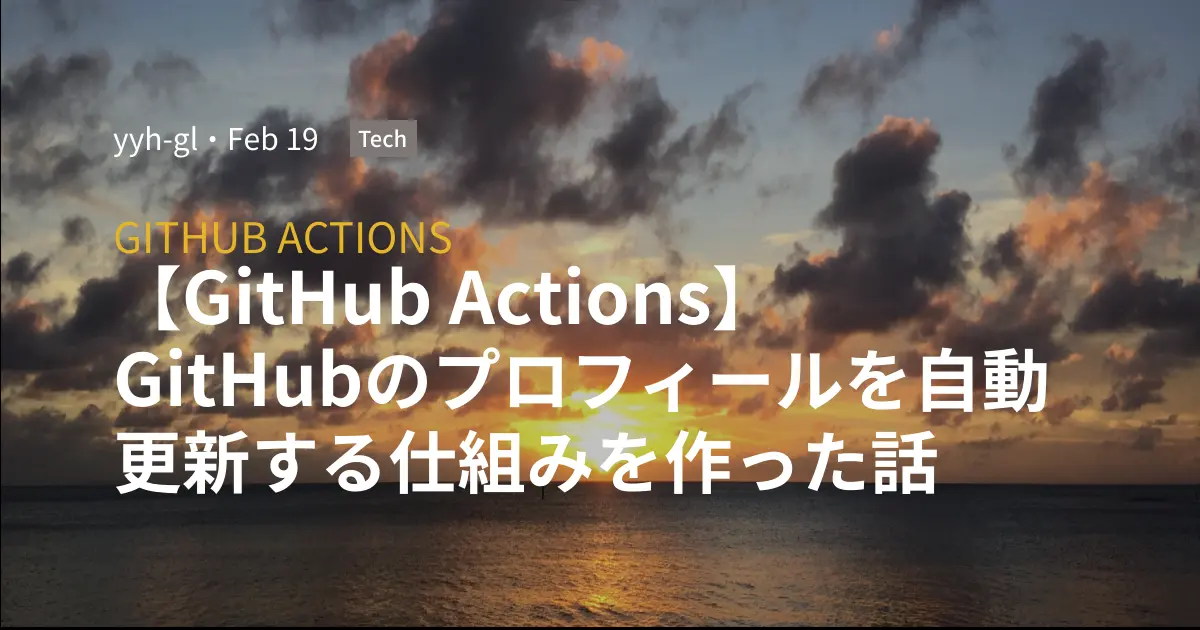 yyh-gl・Feb 19 Tech
GITHUB ACTIONS
【GitHub Actions】
GitHubのプロフィールを自動
更新する仕組みを作った話